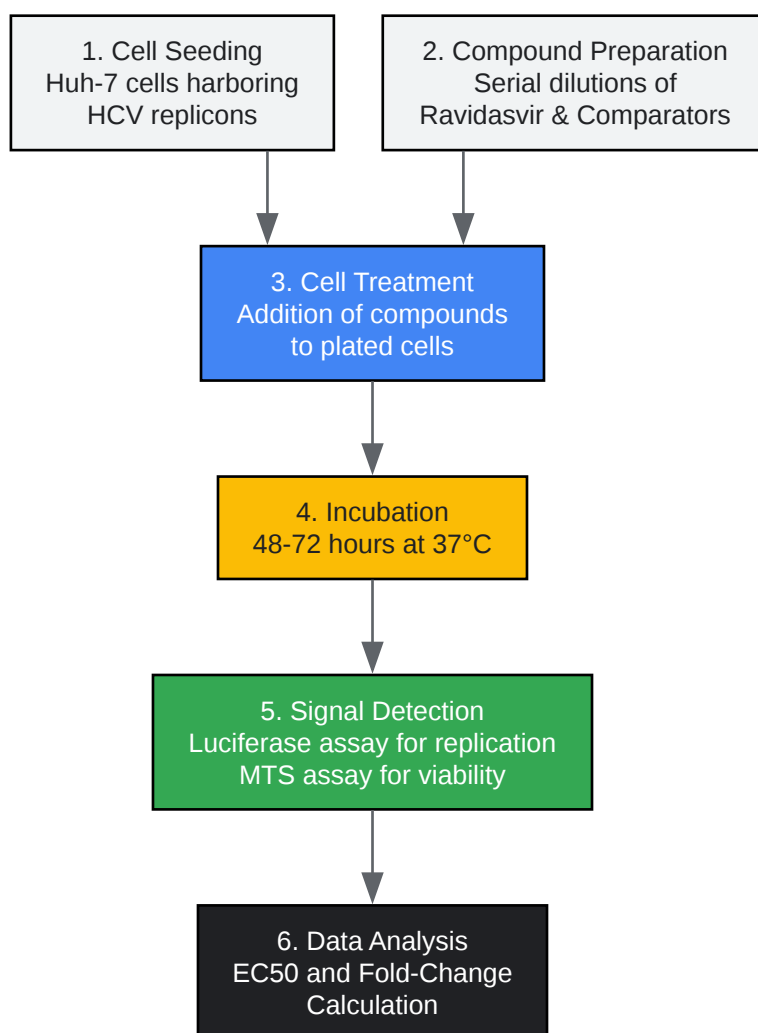 1. Cell Seeding
Huh-7 cells harboring
HCV replicons
2. Compound Preparation
Serial dilutions of
Ravidasvir & Comparators
3. Cell Treatment
Addition of compounds
to plated cells
4. Incubation
48-72 hours at 37°C
5. Signal Detection
Luciferase assay for replication
MTS assay for viability
6. Data Analysis
EC50 and Fold-Change
Calculation